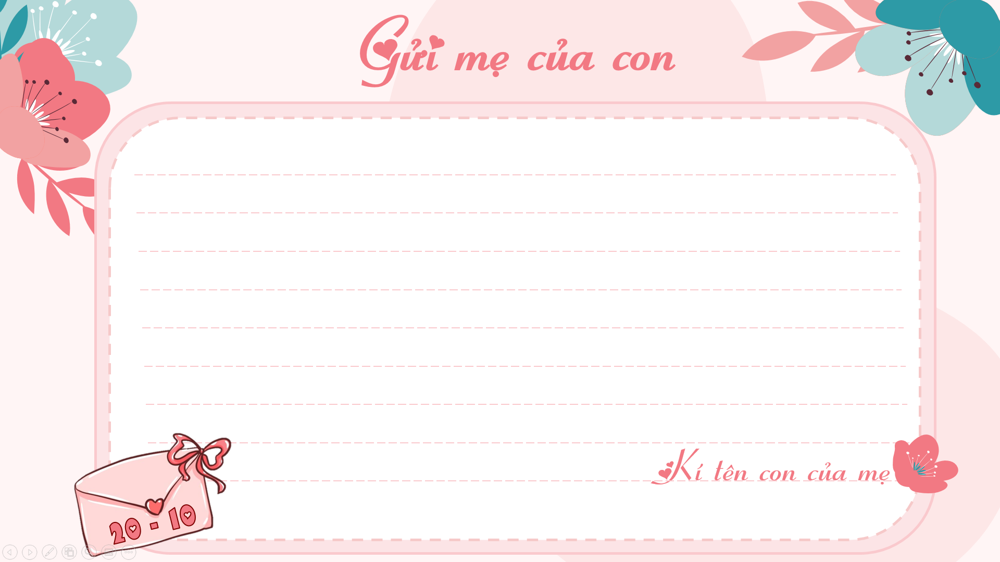 Gửi mẹ của con
Kí tên con của mẹ
20 - 10